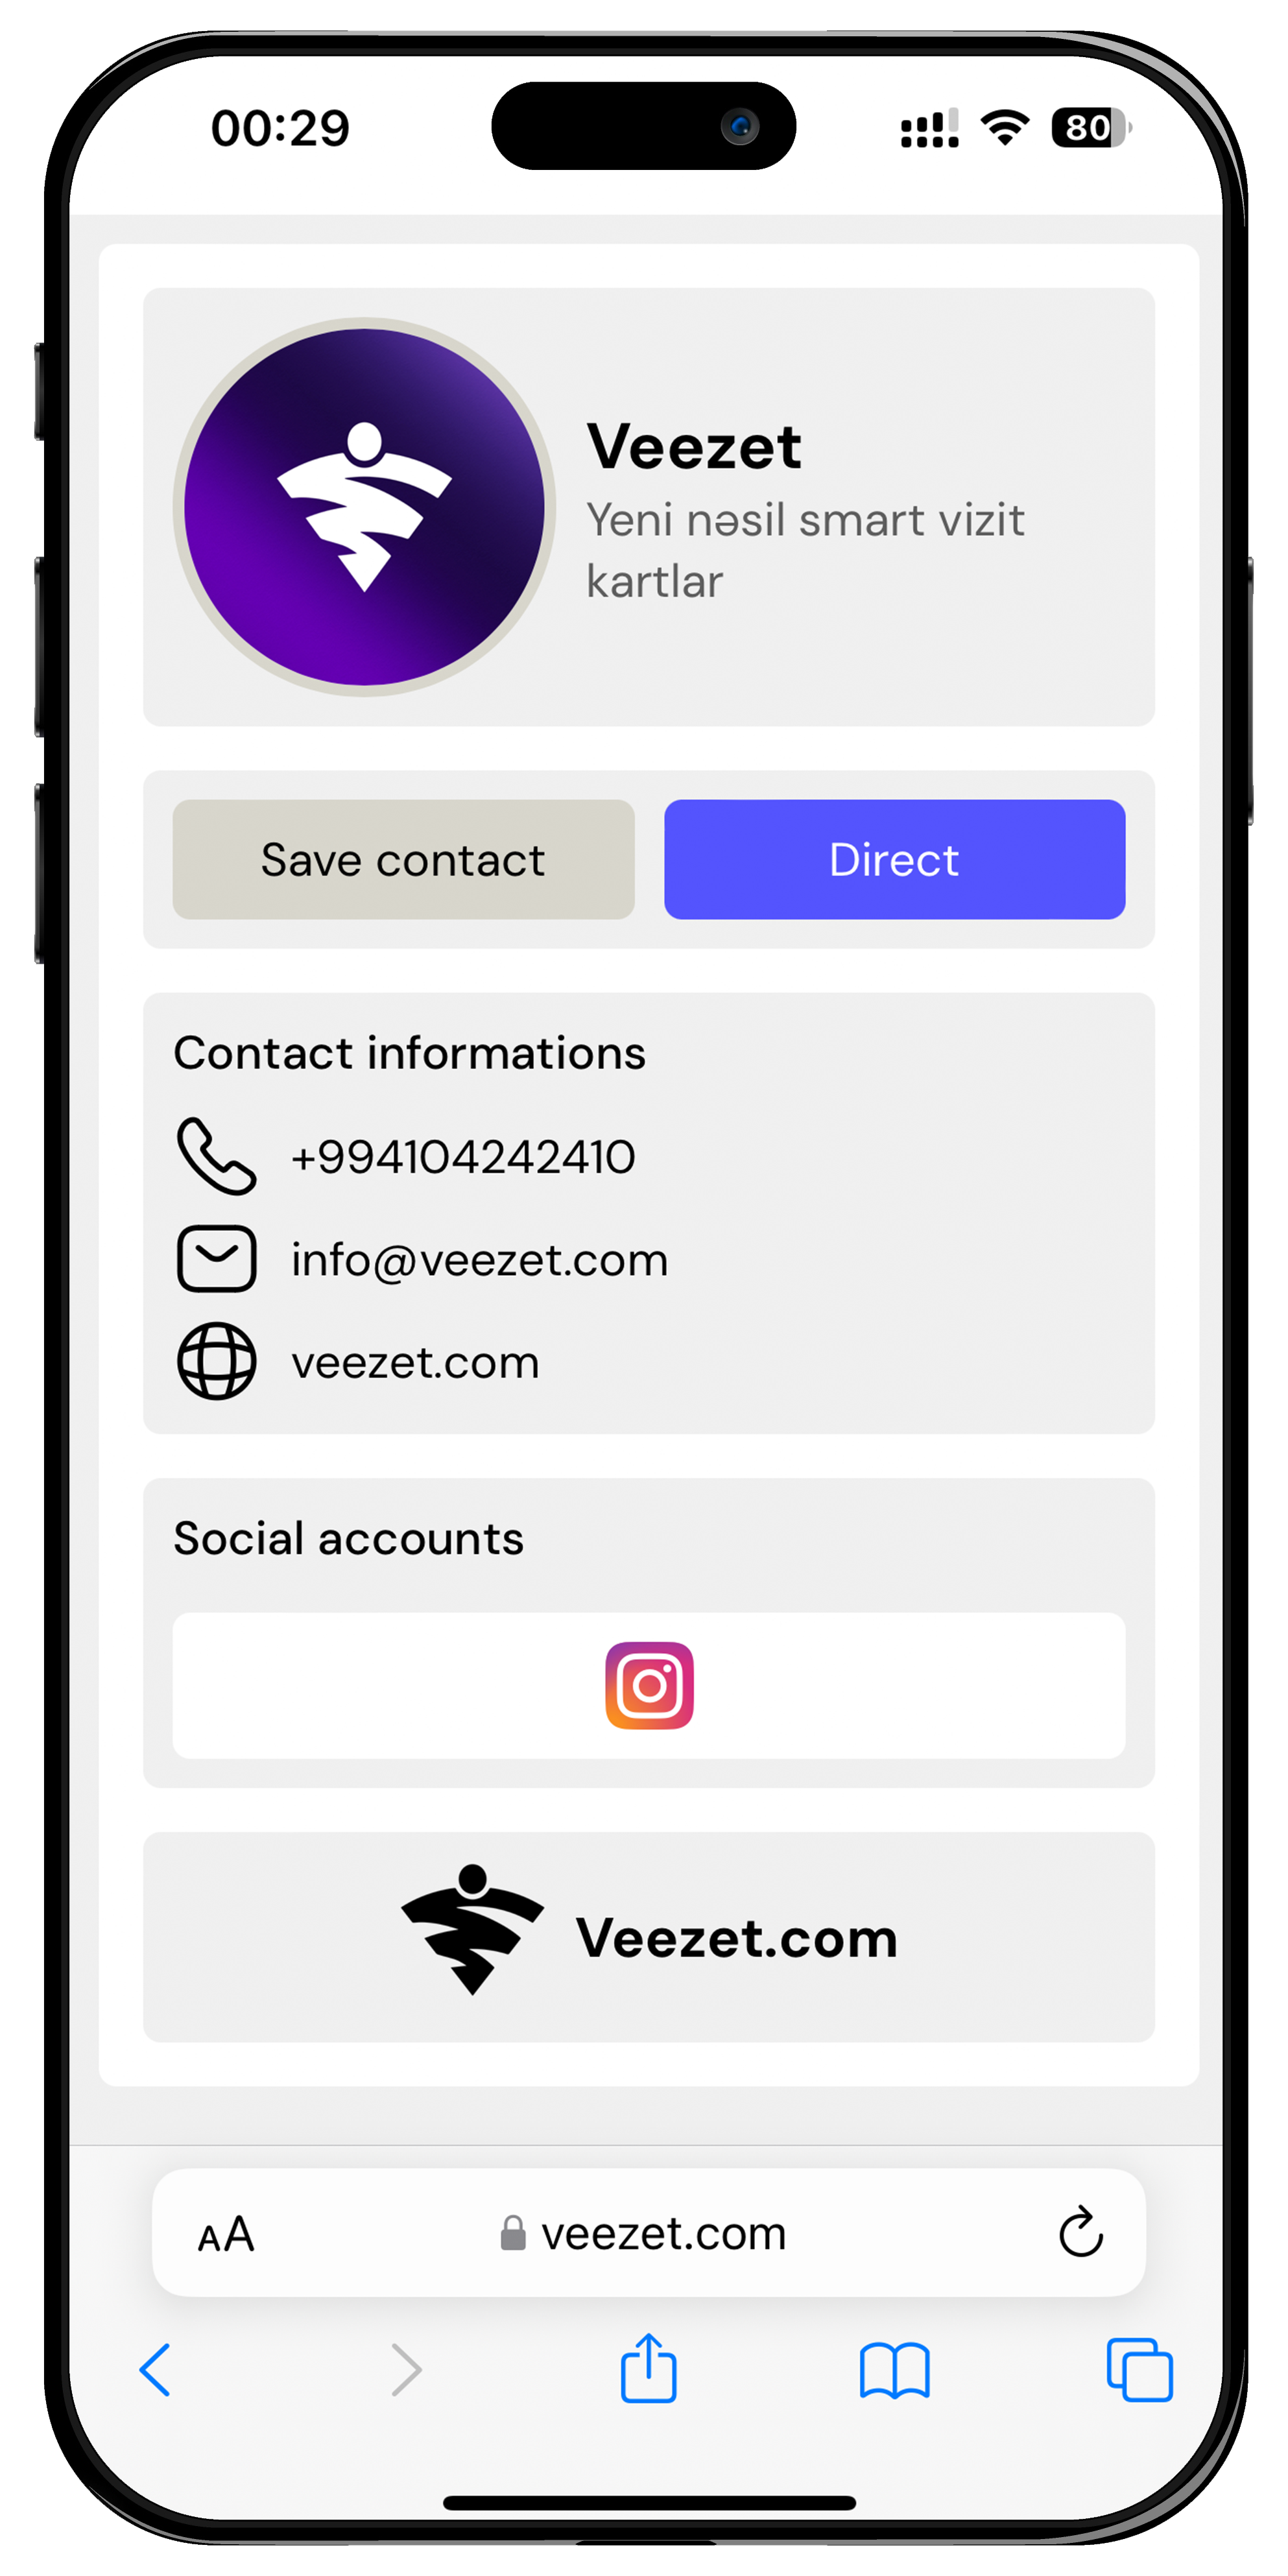 00:29
80
Veezet
Yeni nəsil smart vizit
kartlar
Save contact
Direct
Contact informations
+994104242410
info@veezet.com
veezet.com
Social accounts
Veezet.com
AA
veezet.com